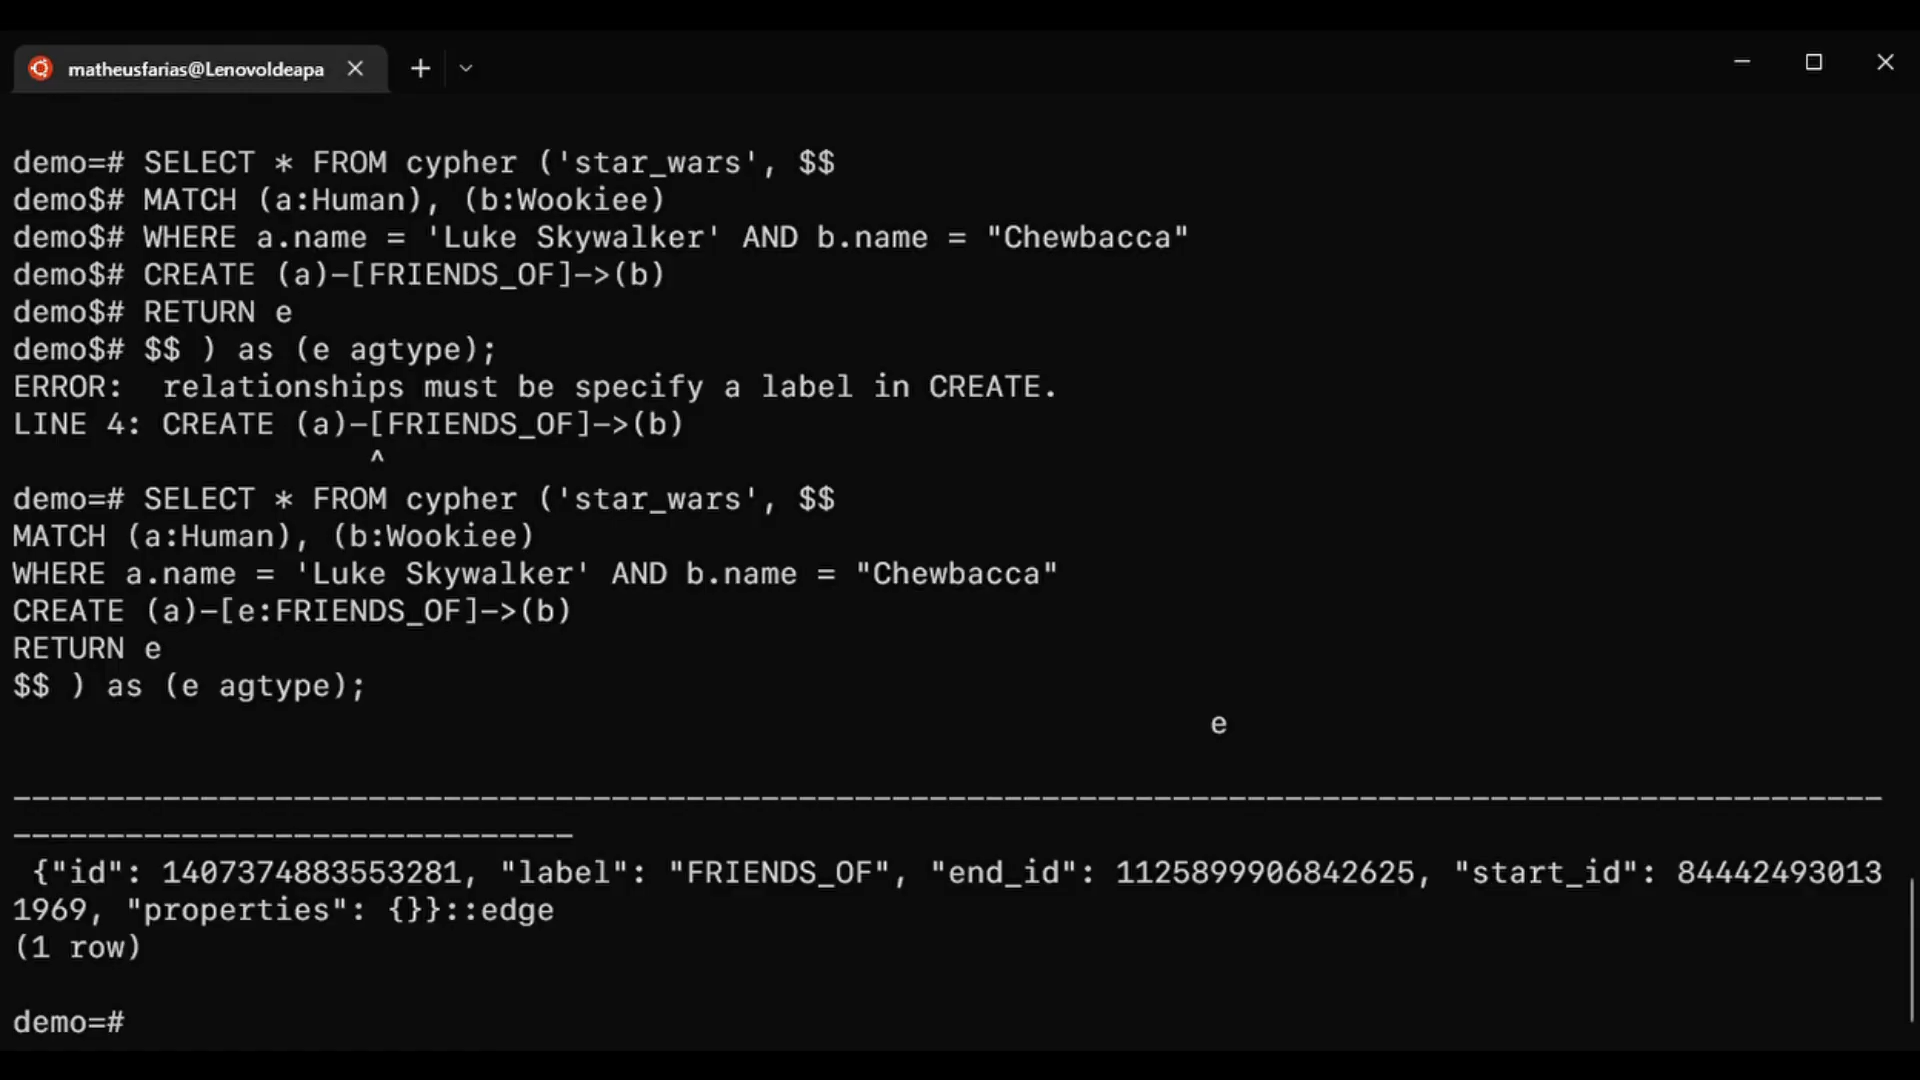 matheusfarias@Lenovoldeapa
demo=# SELECT * FROM cypher ('star_wars', $$
demo$# MATCH (a:Human), (b:Wookiee)
demo$# WHERE a.name = 'Luke Skywalker' AND b.name = "Chewbacca"
demo$# CREATE (a)-[FRIENDS_OF]->(b)
demo$# RETURN e
demo$# $$ ) as (e agtype);
ERROR:  relationships must be specify a label in CREATE.
LINE 4: CREATE (a)-[FRIENDS_OF]->(b)
                   ^
demo=# SELECT * FROM cypher ('star_wars', $$
MATCH (a:Human), (b:Wookiee)
WHERE a.name = 'Luke Skywalker' AND b.name = "Chewbacca"
CREATE (a)-[e:FRIENDS_OF]->(b)
RETURN e
$$ ) as (e agtype);
e
----------------------------------------------------------------------------------------------------
------------------------------
 {"id": 1407374883553281, "label": "FRIENDS_OF", "end_id": 1125899906842625, "start_id": 84442493013
1969, "properties": {}}::edge
(1 row)
demo=#